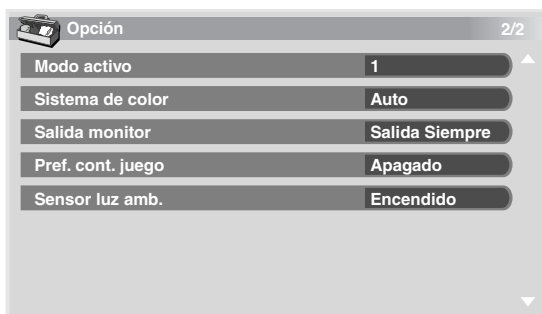 Opción 2/2
Modo activo 1
Sistema de color Auto
Salida monitor Salida Siempre
Pref. cont. juego Apagado
Sensor luz amb. Encendido